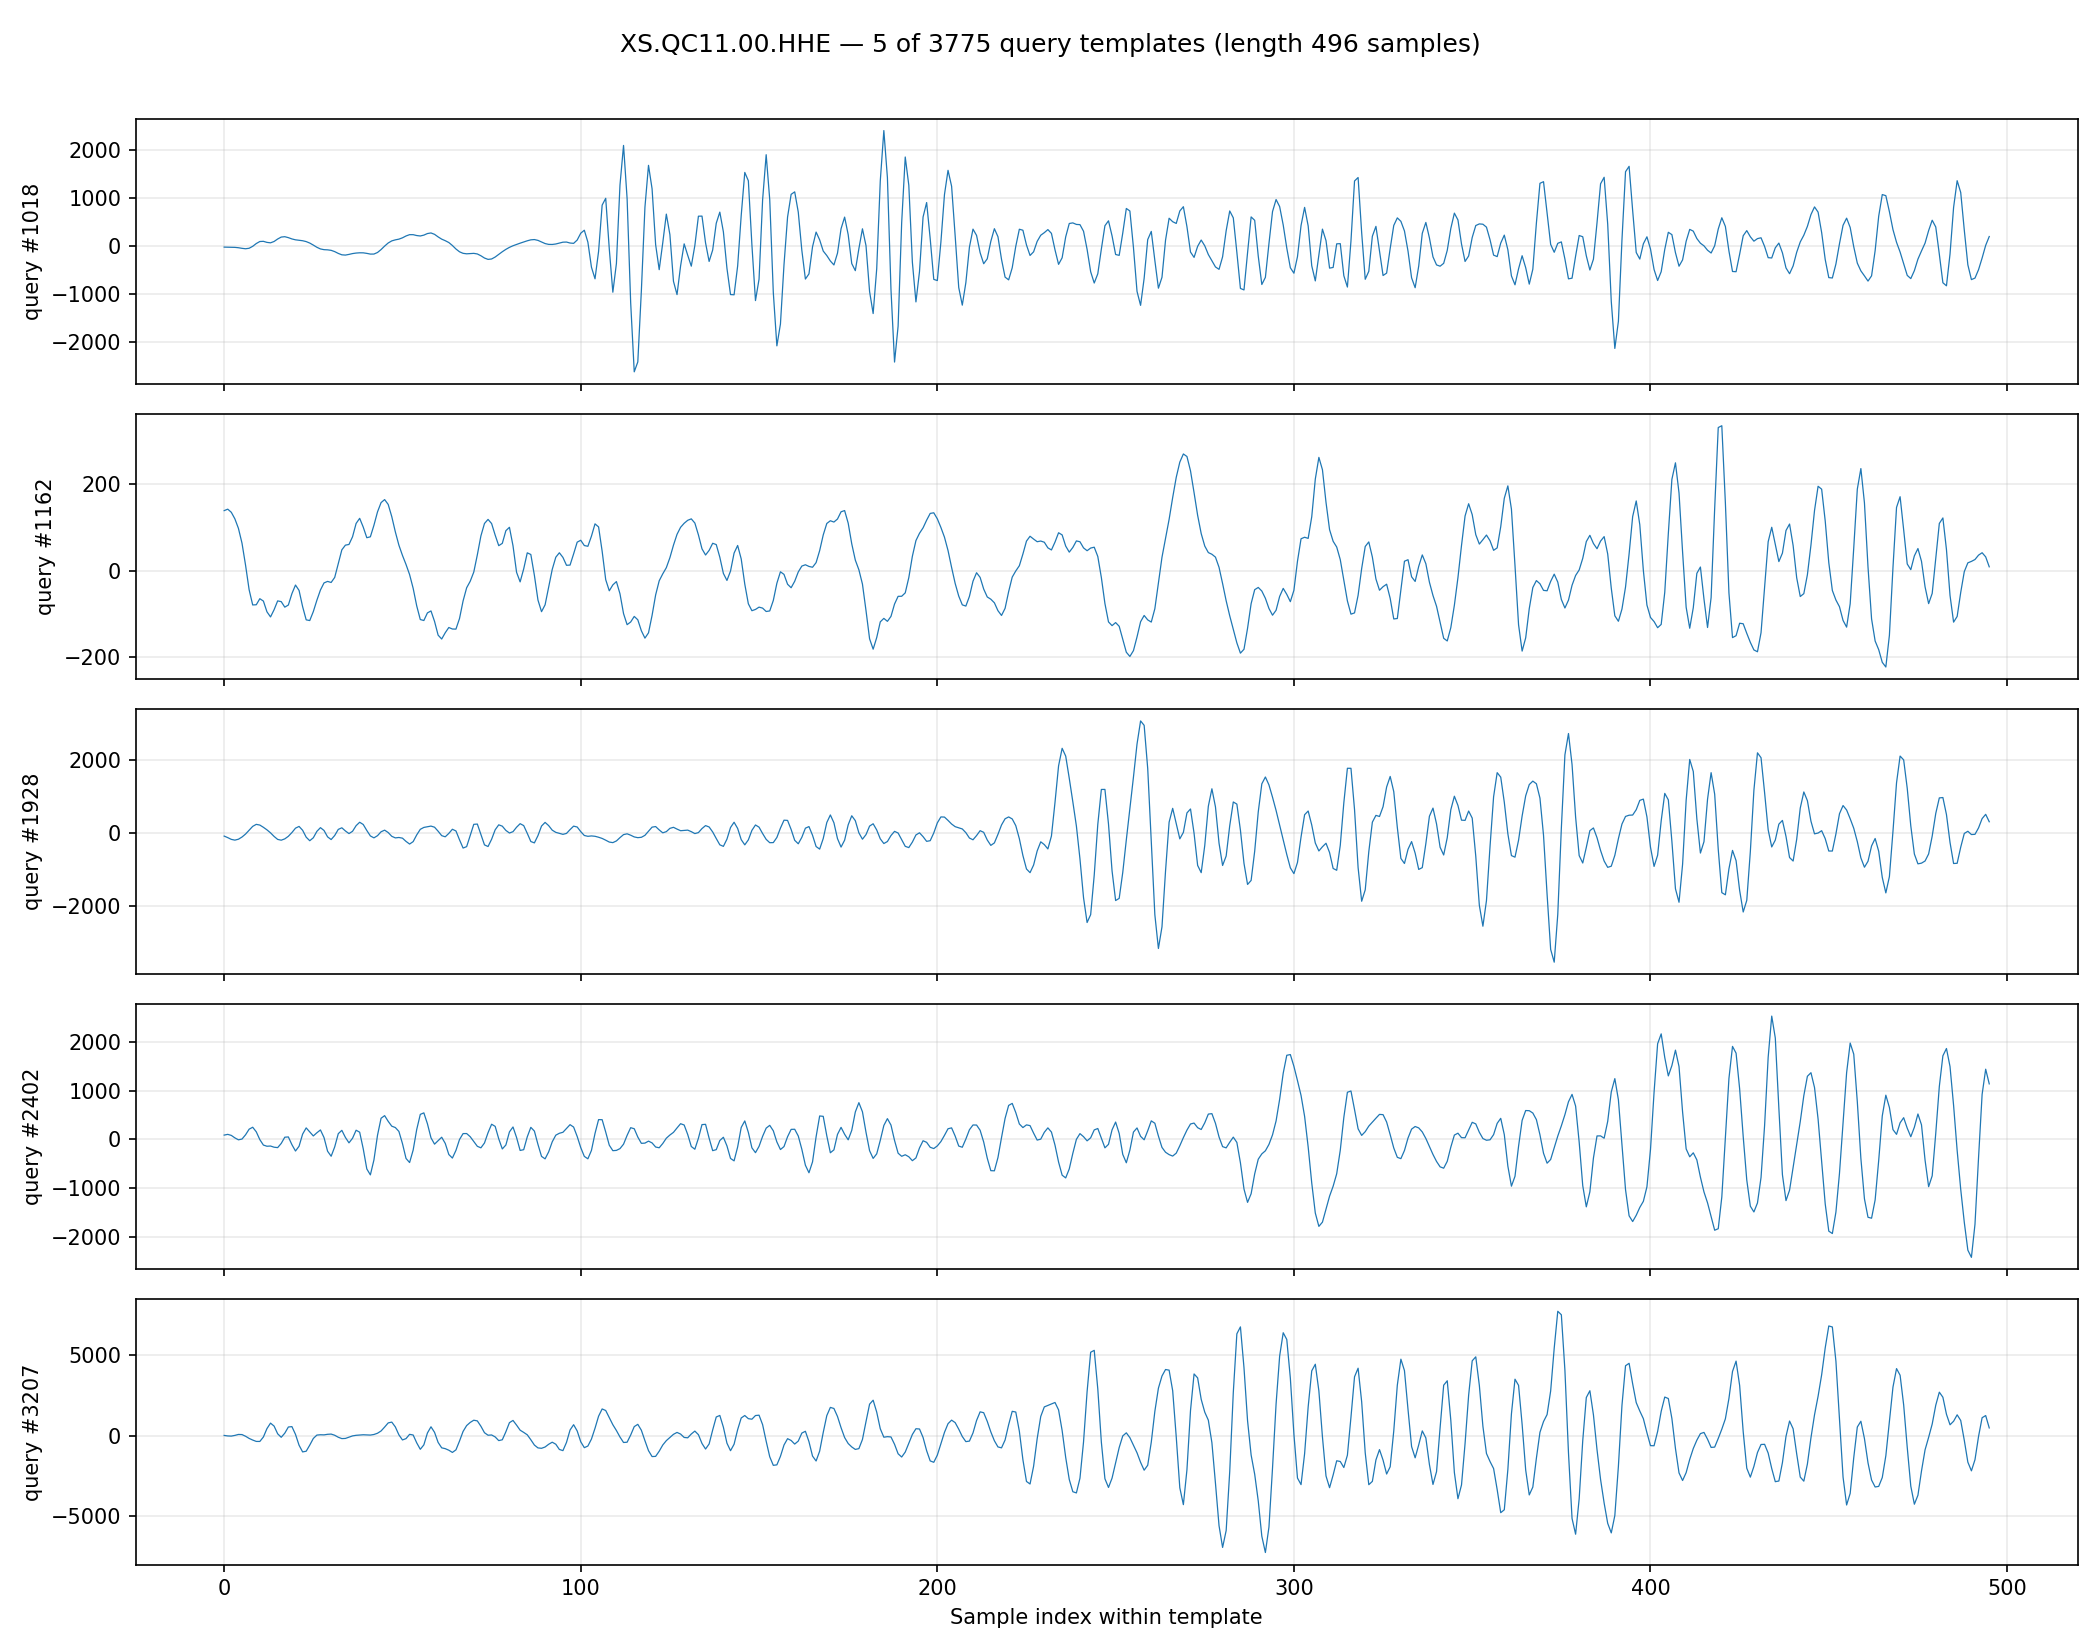 XS.QC11.00.HHE — 5 of 3775 query templates (length 496 samples)
query #1018
2000
1000
0
−1000
−2000
query #1162
200
0
−200
query #1928
2000
0
−2000
query #2402
2000
1000
0
−1000
−2000
query #3207
5000
0
−5000
0 100 200 300 400 500
Sample index within template